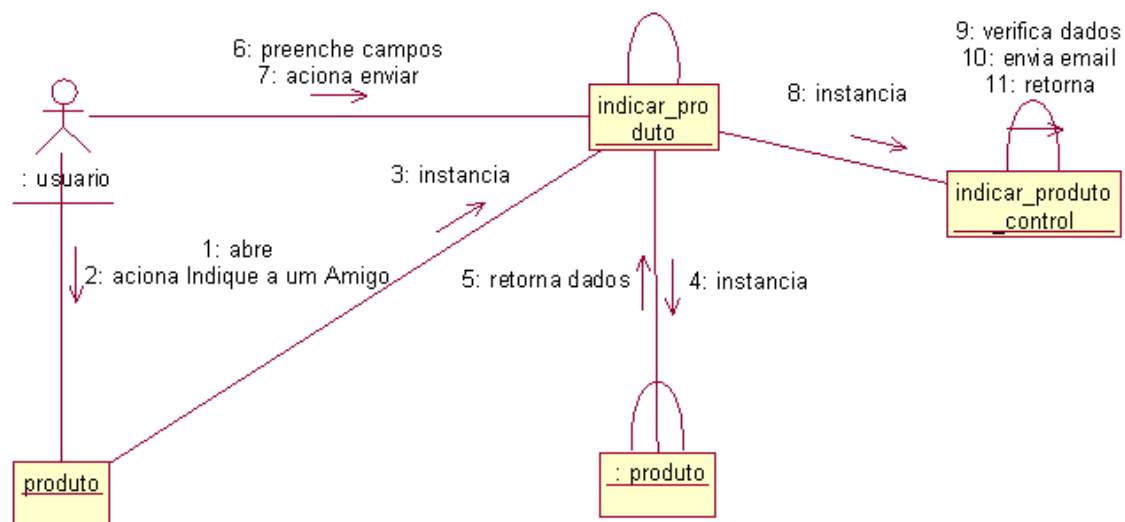 6: preenche campos
7: aciona enviar
9: verifica dados
10: envia email
11: retorna
8: instancia
indicar_pro
duto
: usuario
3: instancia
indicar_produto
_control
1: abre
2: aciona Indique a um Amigo
5: retorna dados
4: instancia
produto
: produto